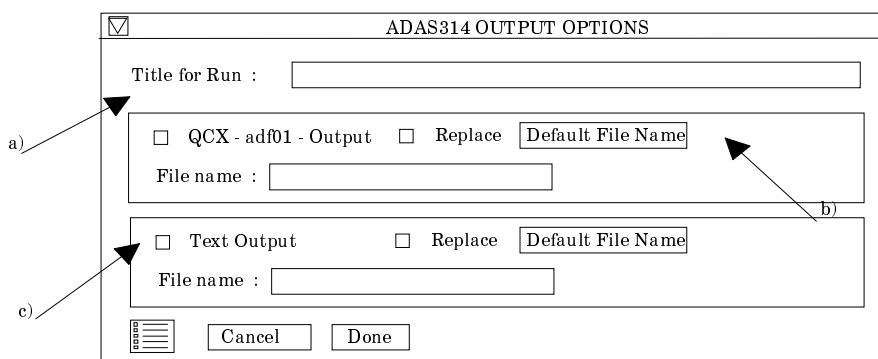 ADAS314 OUTPUT OPTIONS
Title for Run :
a)
QCX - adf01 - Output Replace Default File Name
File name :
b)
Text Output Replace Default File Name
File name :
c)
Cancel Done